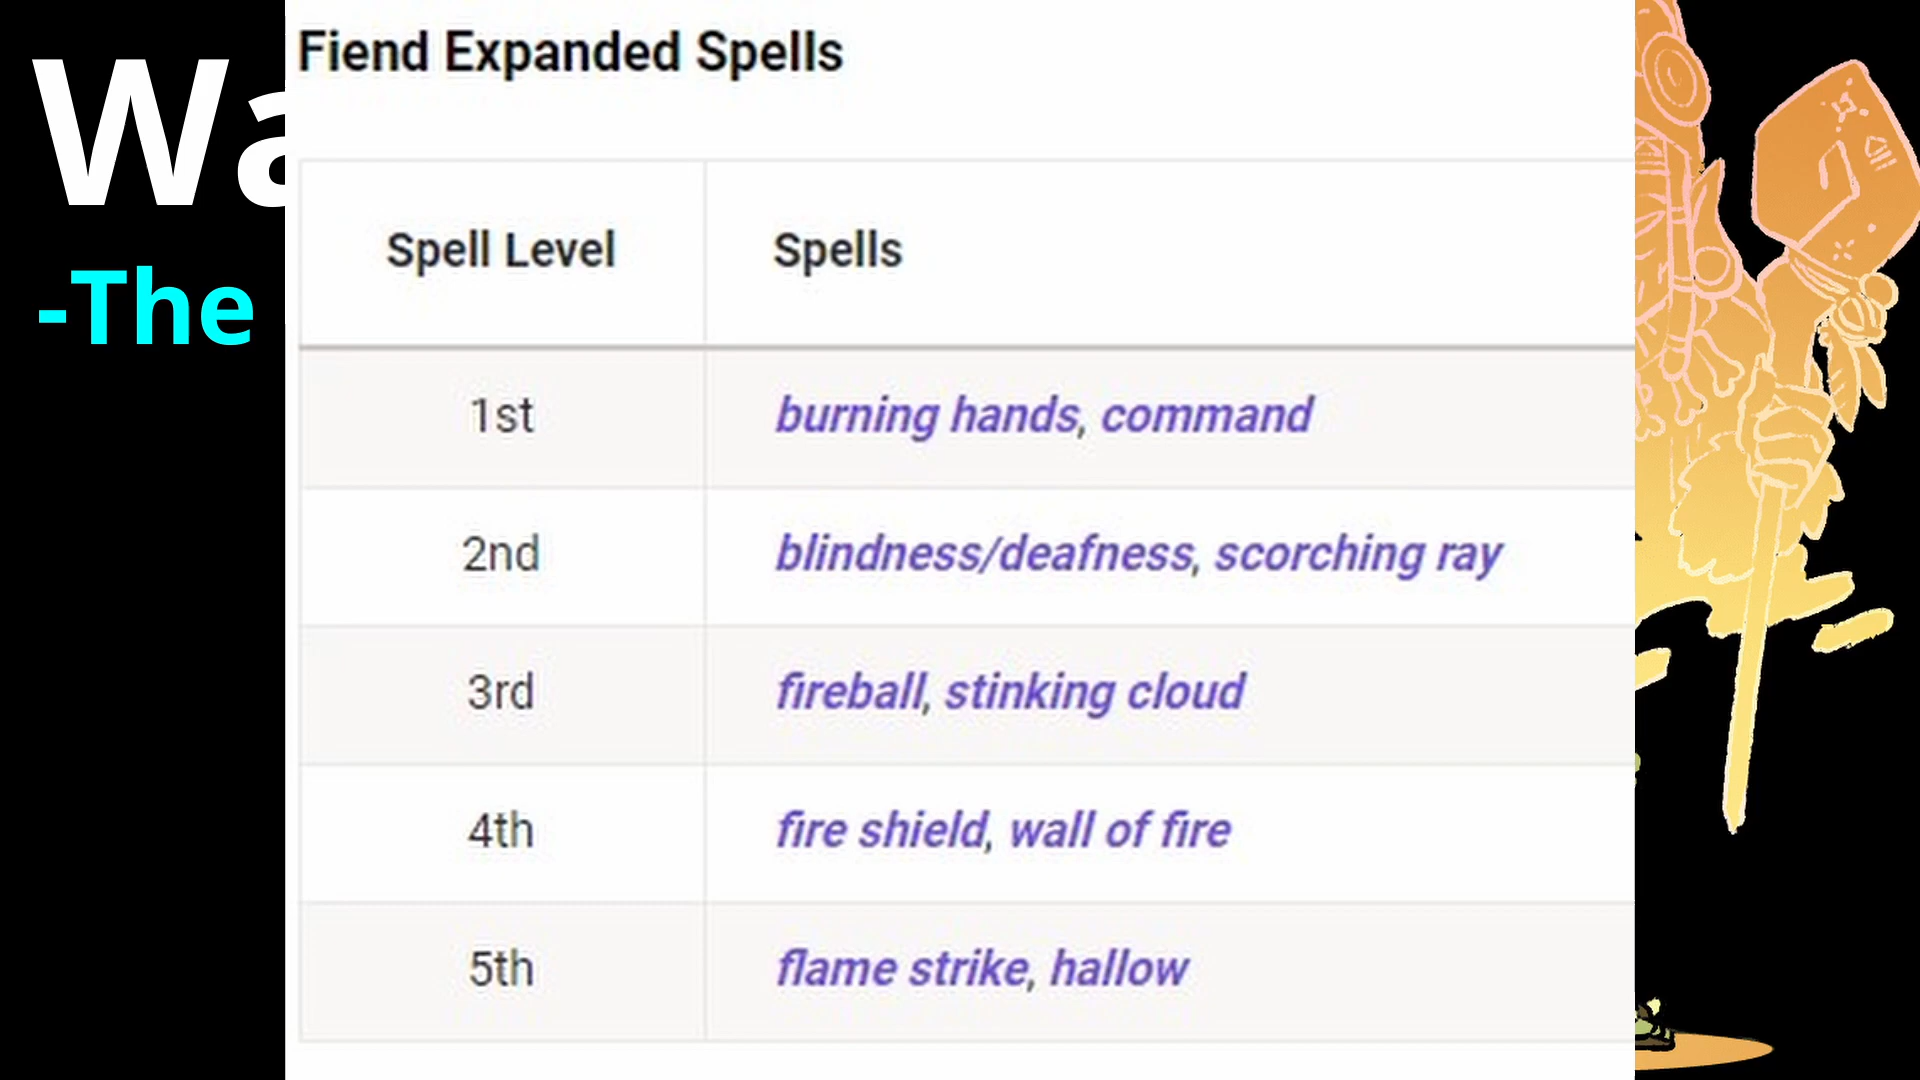 Wa
-The
Fiend Expanded Spells
Spell Level Spells
1st burning hands, command
2nd blindness/deafness, scorching ray
3rd fireball, stinking cloud
4th fire shield, wall of fire
5th flame strike, hallow